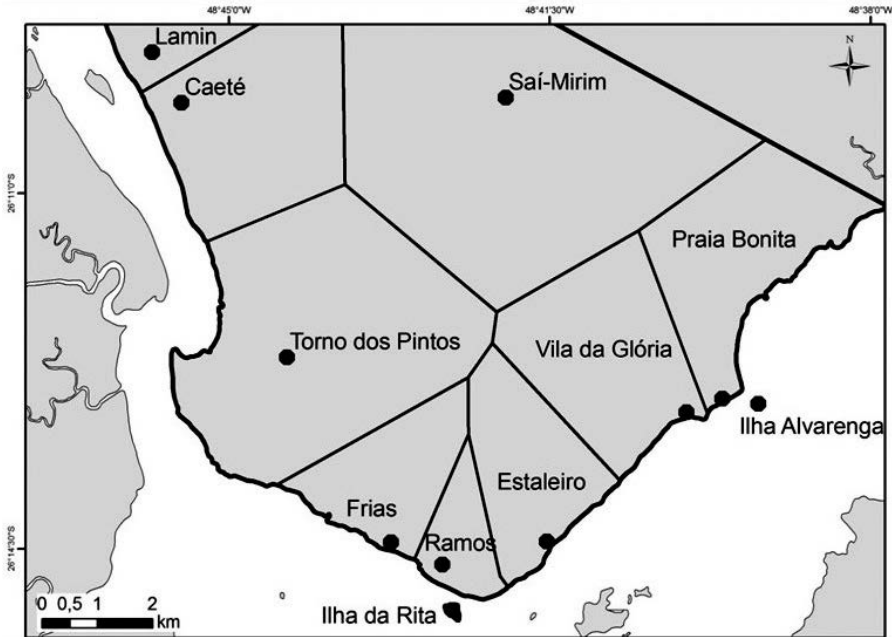 48°45'0"W
48°41'30"W
48°38'0"W
N
Lamin
Caeté
Saí-Mirim
26°11'0"S
Praia Bonita
Torno dos Pintos
Vila da Glória
Ilha Alvarenga
Estaleiro
Frias
Ramos
26°14'30"S
0 0,5 1 2
km
Ilha da Rita